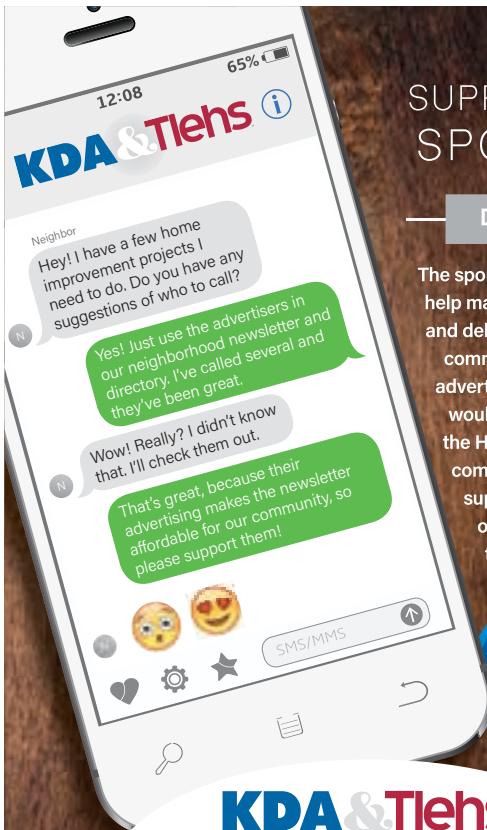 65%
12:08
KDA&Tlehs
i
Neighbor
Hey! I have a few home
improvement projects I
need to do. Do you have any
suggestions of who to call?
N
Yes! Just use the advertisers in
our neighborhood newsletter and
directory. I've called several and
they've been great.
Wow! Really? I didn't know
that. I'll check them out.
N
That's great, because their
advertising makes the newsletter
affordable for our community, so
please support them!
N
SMS/MMS
SUPP
SPO
D
The spo
help ma
and del
comm
advert
would
the H
com
sup
o
KDA&Tlehs